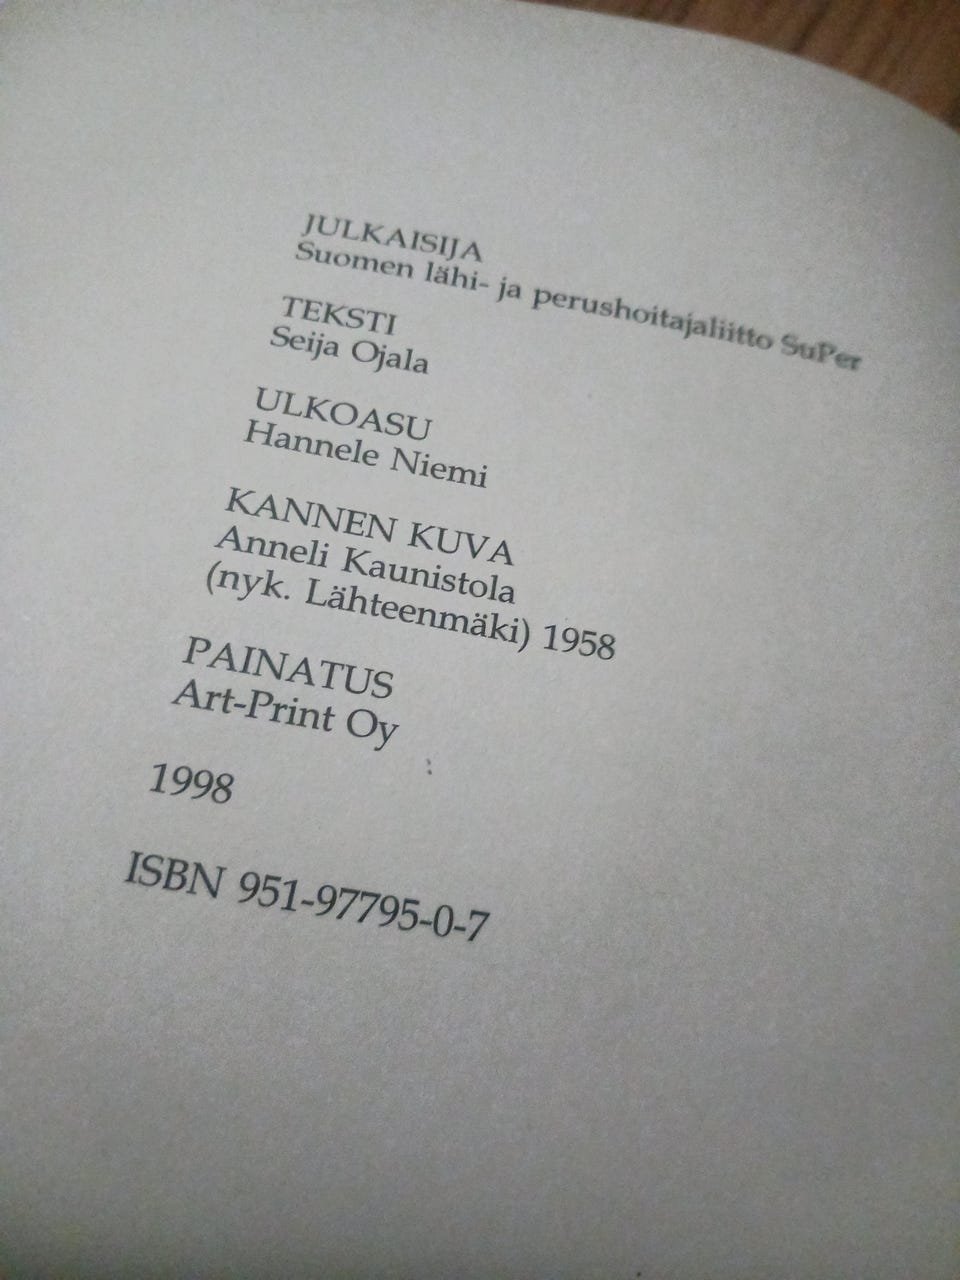 JULKAISIJA
Suomen lähi- ja perushoitajaliitto SuPer
TEKSTI
Seija Ojala
ULKOASU
Hannele Niemi
KANNEN KUVA
Anneli Kaunistola
(nyk. Lähteenmäki) 1958
PAINATUS
Art-Print Oy
1998
ISBN 951-97795-0-7